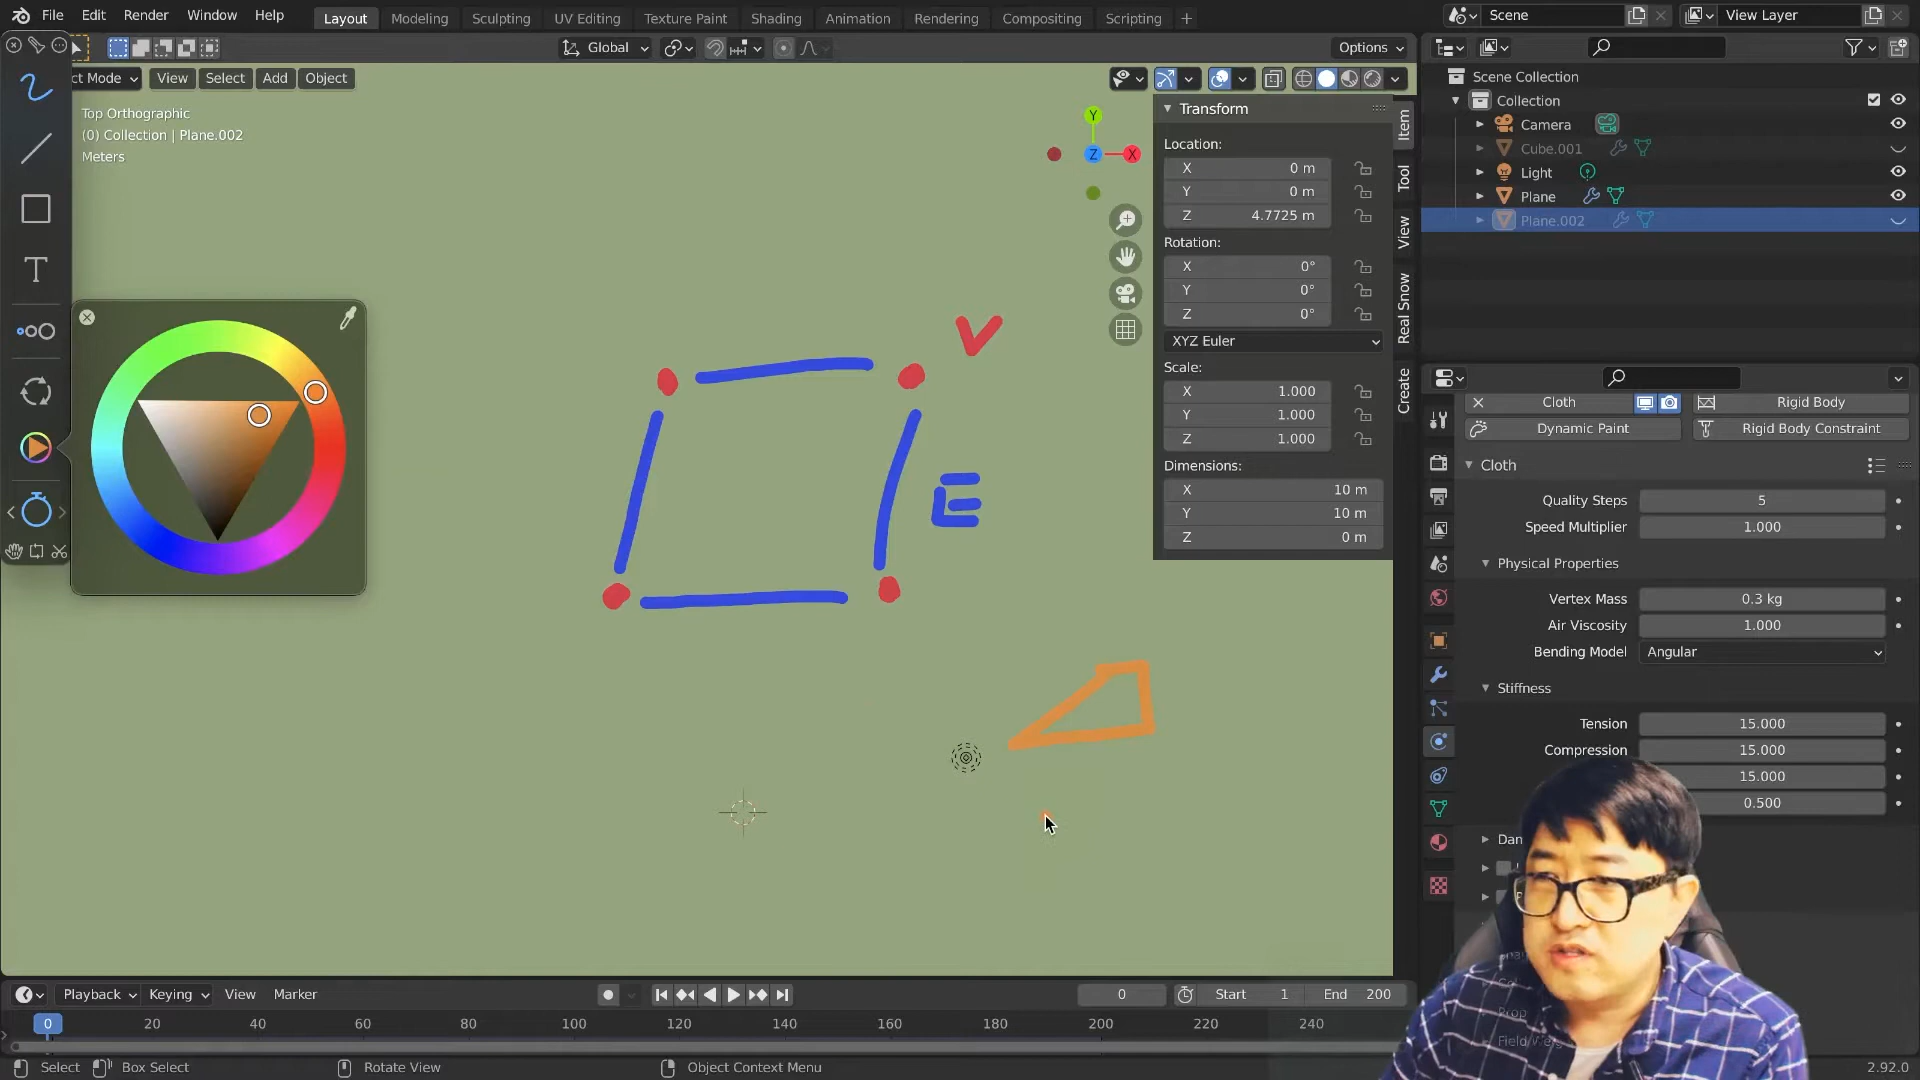 File Edit Render Window Help
Layout Modeling Sculpting UV Editing Texture Paint Shading Animation Rendering Compositing Scripting +
Scene
View Layer
Global
Options
ct Mode View Select Add Object
Top Orthographic
(0) Collection | Plane.002
Meters
T
V
E
Y
Z
X
Transform
Location:
X 0 m
Y 0 m
Z 4.7725 m
Rotation:
X 0°
Y 0°
Z 0°
XYZ Euler
Scale:
X 1.000
Y 1.000
Z 1.000
Dimensions:
X 10 m
Y 10 m
Z 0 m
Item
Tool
View
Real Snow
Create
Scene Collection
Collection
Camera
Cube.001
Light
Plane
Plane.002
Cloth
Rigid Body
Dynamic Paint
Rigid Body Constraint
Cloth
Quality Steps 5
Speed Multiplier 1.000
Physical Properties
Vertex Mass 0.3 kg
Air Viscosity 1.000
Bending Model Angular
Stiffness
Tension 15.000
Compression 15.000
15.000
0.500
Playback Keying View Marker
0
Start 1
End 200
0 20 40 60 80 100 120 140 160 180 200 220 240
Select Box Select Rotate View Object Context Menu
2.92.0